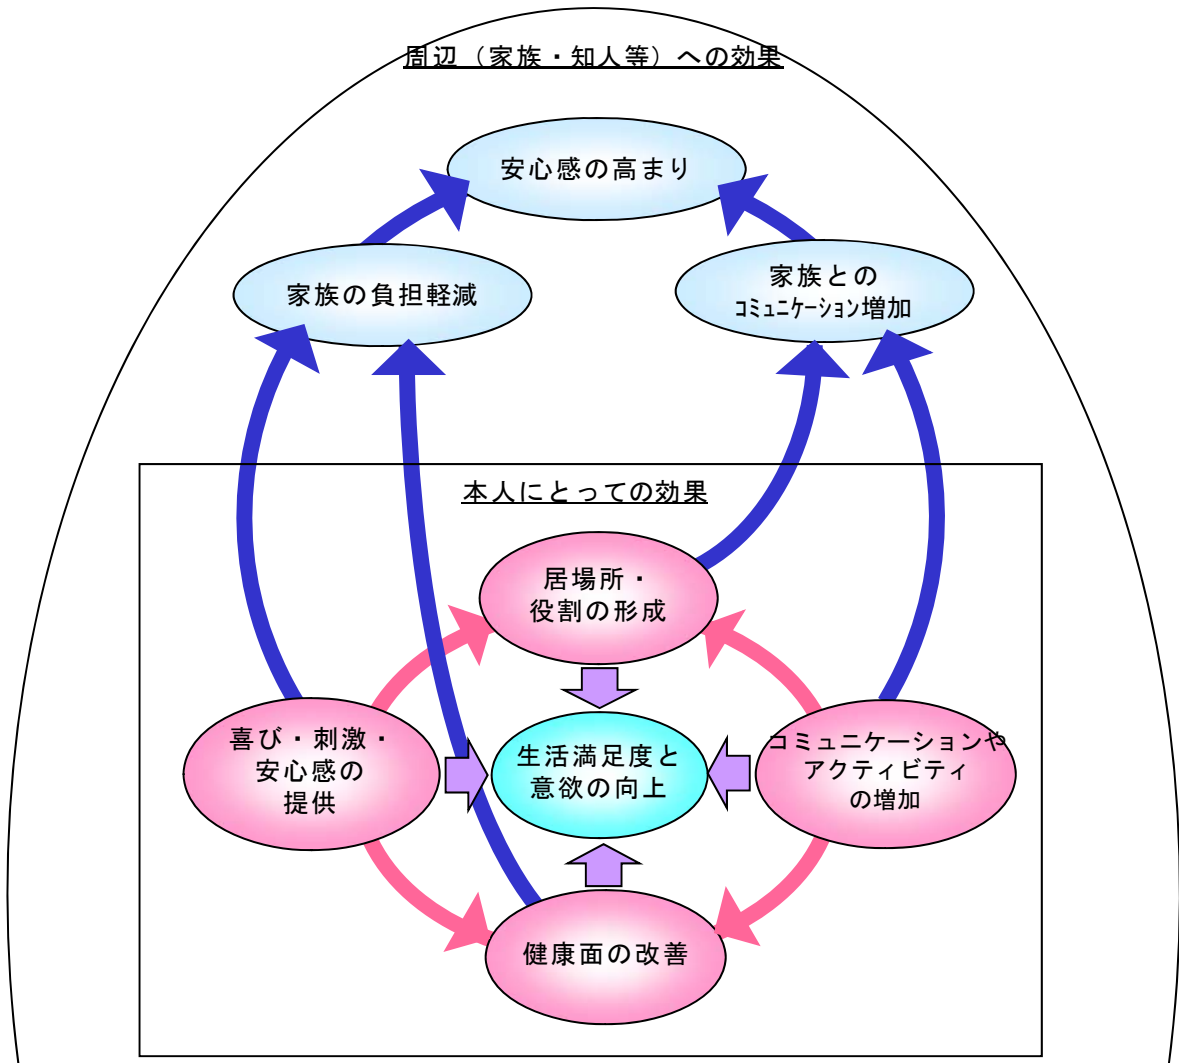 周辺（家族・知人等）への効果
安心感の高まり
家族の負担軽減
家族との
ｺﾐｭﾆｹｰｼｮﾝ増加
本人にとっての効果
居場所・
役割の形成
喜び・刺激・
安心感の
提供
生活満足度と
意欲の向上
コミュニケーションや
アクティビティ
の増加
健康面の改善